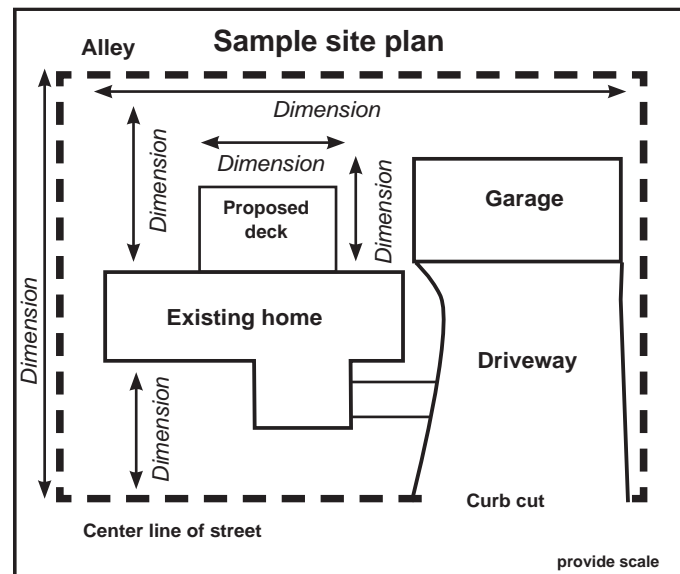 Sample site plan
Alley
Dimension
Dimension
Dimension
Dimension
Proposed
deck
Garage
Dimension
Existing home
Driveway
Dimension
Curb cut
Center line of street
provide scale